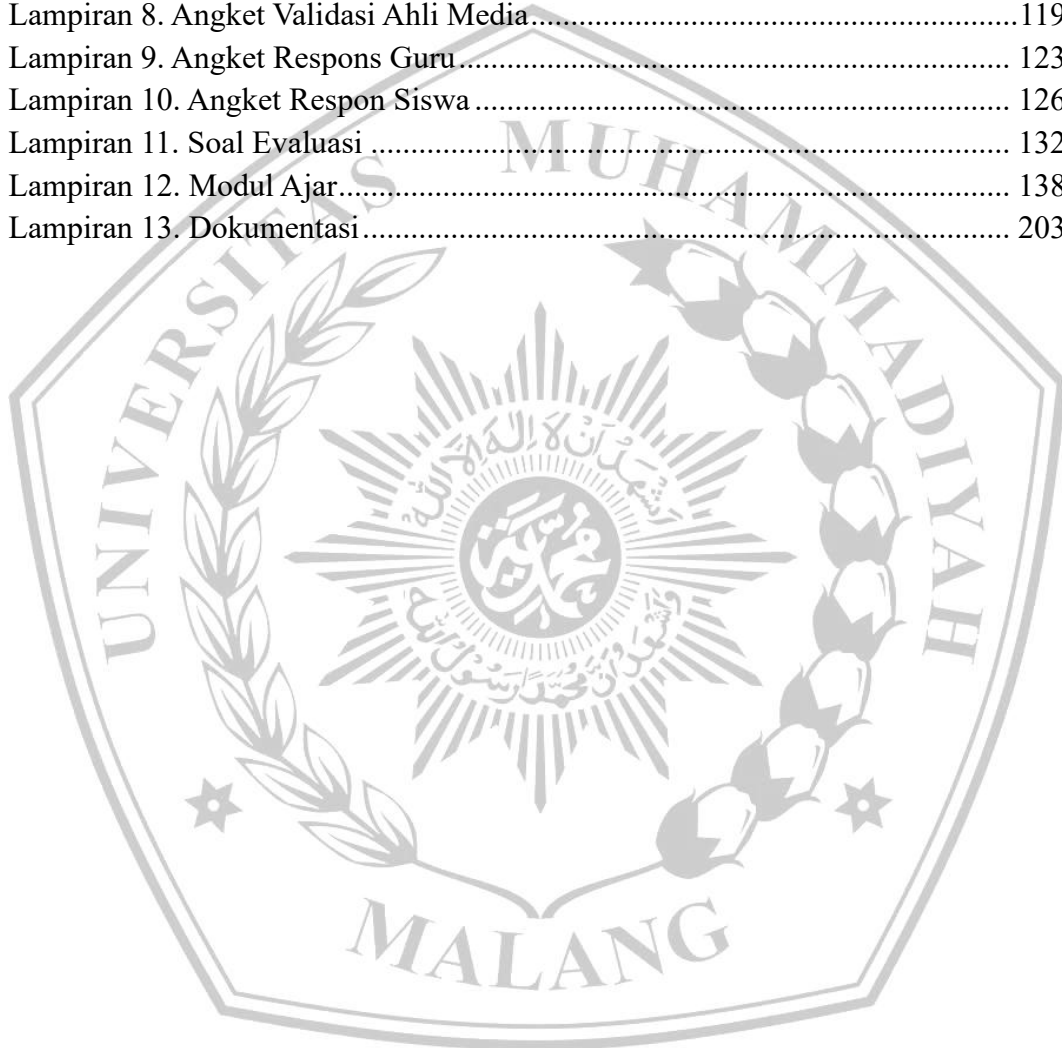 Lampiran 8. Angket Validasi Ahli Media.................................................................119
Lampiran 9. Angket Respons Guru......................................................................... 123
Lampiran 10. Angket Respon Siswa ....................................................................... 126
Lampiran 11. Soal Evaluasi ..................................................................................... 132
Lampiran 12. Modul Ajar......................................................................................... 138
Lampiran 13. Dokumentasi...................................................................................... 203
UNIVERSITAS MUHAMMADIYAH
MALANG